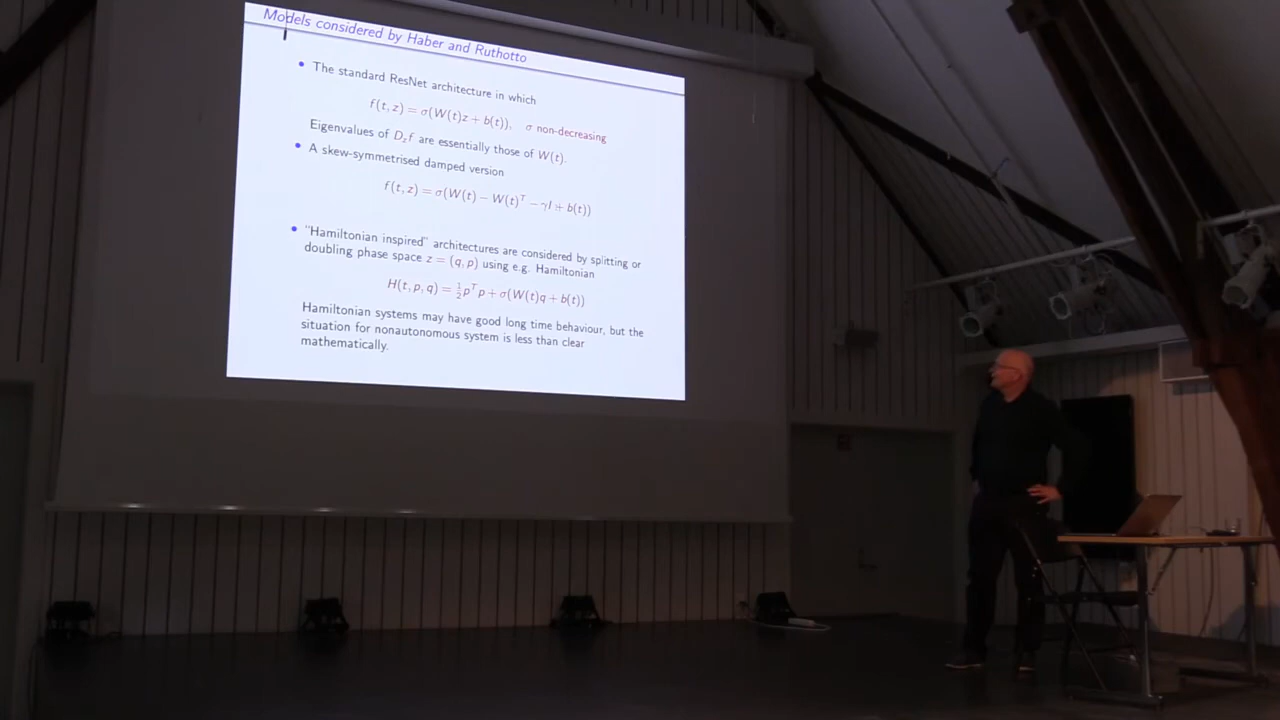 Models considered by Haber and Ruthotto
• The standard ResNet architecture in which
f(t, z) = σ(W(t)z + b(t)),   σ non-decreasing
Eigenvalues of D_z f are essentially those of W(t).
• A skew-symmetrised damped version
f(t, z) = σ(W(t) − W(t)^T − γI + b(t))
• "Hamiltonian inspired" architectures are considered by splitting or
doubling phase space z = (q, p) using e.g. Hamiltonian
H(t, p, q) = ½p^T p + σ(W(t)q + b(t))
Hamiltonian systems may have good long time behaviour, but the
situation for nonautonomous system is less than clear
mathematically.